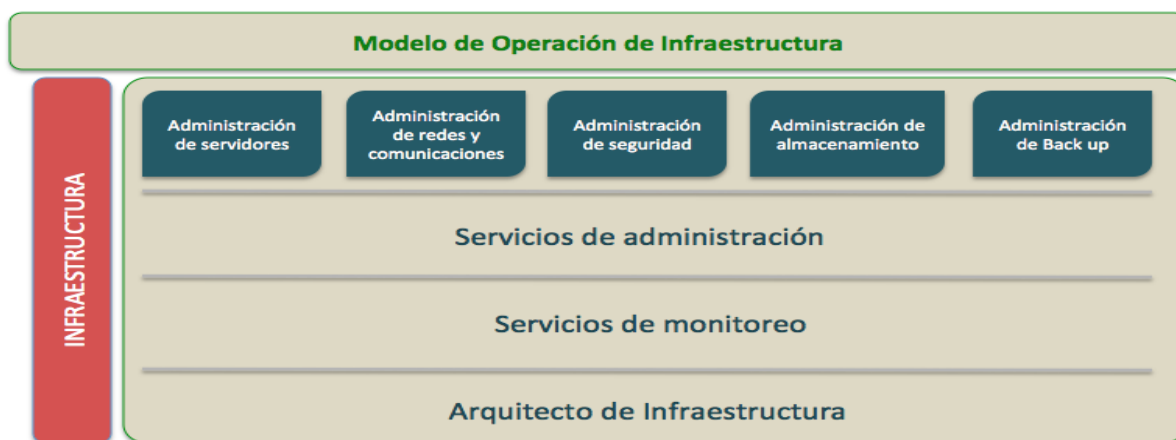 Modelo de Operación de Infraestructura
INFRAESTRUCTURA
Administración
de servidores
Administración
de redes y
comunicaciones
Administración
de seguridad
Administración de
almacenamiento
Administración
de Back up
Servicios de administración
Servicios de monitoreo
Arquitecto de Infraestructura